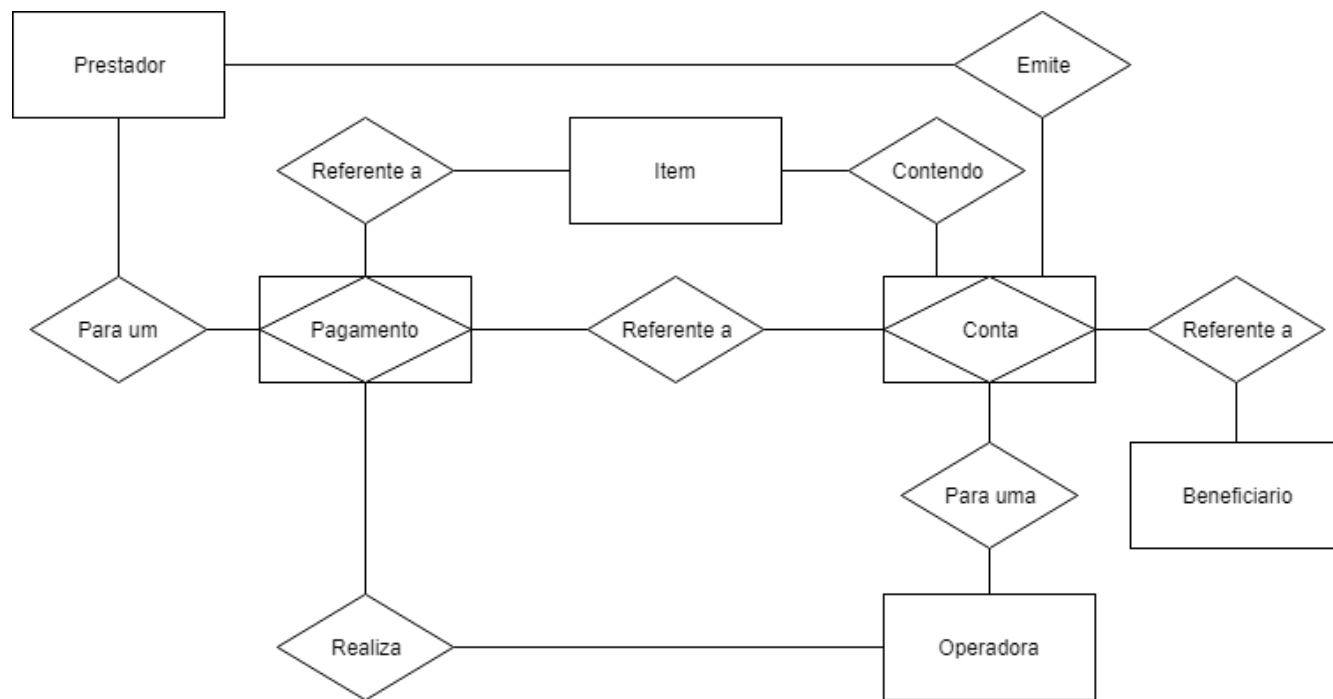 Prestador
Emite
Referente a
Item
Contendo
Para um
Pagamento
Referente a
Conta
Referente a
Para uma
Beneficiario
Realiza
Operadora